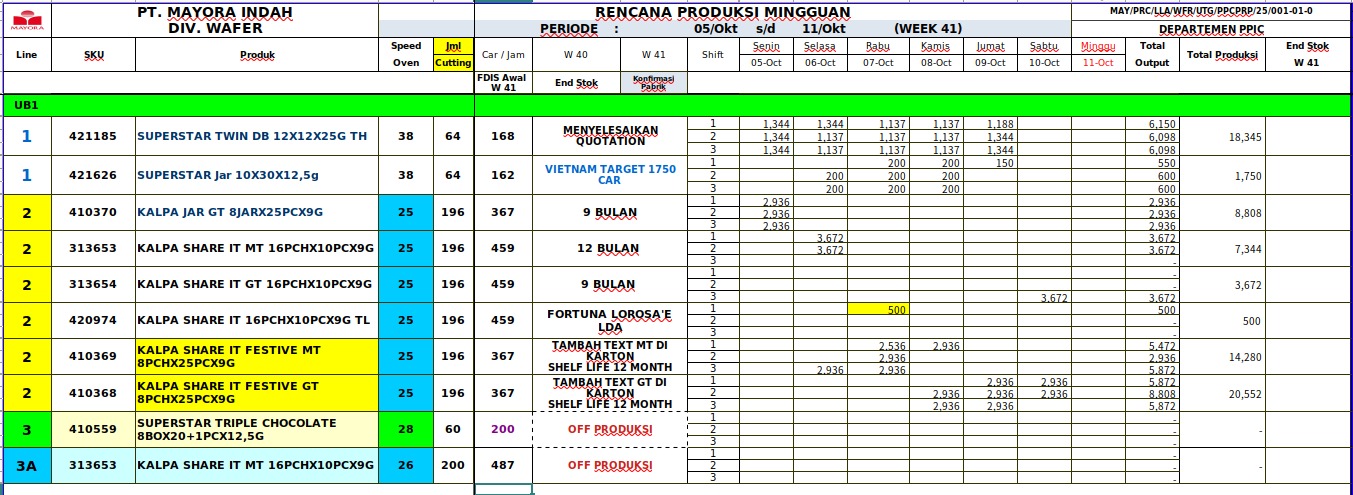 MAYORA
PT. MAYORA INDAH
DIV. WAFER
RENCANA PRODUKSI MINGGUAN
PERIODE : 05/Okt s/d 11/Okt (WEEK 41)
MAY/PRC/LLA/WFR/UTG/PPCPRP/25/001-01-0
DEPARTEMEN PPIC
Line SKU Produk Speed Oven Jml Cutting Car / Jam W 40 W 41 Shift Senin Selasa Rabu Kamis Jumat Sabtu Minggu Total Output Total Produksi End Stok W 41
05-Oct 06-Oct 07-Oct 08-Oct 09-Oct 10-Oct 11-Oct
FDIS Awal W 41 End Stok Konfirmasi Pabrik
UB1
1 421185 SUPERSTAR TWIN DB 12X12X25G TH 38 64 168 MENYELESAIKAN QUOTATION
1 1,344 1,344 1,137 1,137 1,188 6,150
2 1,344 1,137 1,137 1,137 1,344 6,098 18,345
3 1,344 1,137 1,137 1,137 1,344 6,098
1 421626 SUPERSTAR Jar 10X30X12,5g 38 64 162 VIETNAM TARGET 1750 CAR
1 200 200 150 550
2 200 200 200 600 1,750
3 200 200 200 600
2 410370 KALPA JAR GT 8JARX25PCX9G 25 196 367 9 BULAN
1 2,936 2,936
2 2,936 2,936 8,808
3 2,936 2,936
2 313653 KALPA SHARE IT MT 16PCHX10PCX9G 25 196 459 12 BULAN
1 3,672 3,672
2 3,672 3,672 7,344
3 -
2 313654 KALPA SHARE IT GT 16PCHX10PCX9G 25 196 459 9 BULAN
1 -
2 - 3,672
3 3,672 3,672
2 420974 KALPA SHARE IT 16PCHX10PCX9G TL 25 196 459 FORTUNA LOROSA'E LDA
1 500 500
2 - 500
3 -
2 410369 KALPA SHARE IT FESTIVE MT 8PCHX25PCX9G 25 196 367 TAMBAH TEXT MT DI KARTON SHELF LIFE 12 MONTH
1 2,536 2,936 5,472
2 2,936 2,936 14,280
3 2,936 2,936 5,872
2 410368 KALPA SHARE IT FESTIVE GT 8PCHX25PCX9G 25 196 367 TAMBAH TEXT GT DI KARTON SHELF LIFE 12 MONTH
1 2,936 2,936 5,872
2 2,936 2,936 2,936 8,808 20,552
3 2,936 2,936 5,872
3 410559 SUPERSTAR TRIPLE CHOCOLATE 8BOX20+1PCX12,5G 28 60 200 OFF PRODUKSI
1 -
2 - -
3 -
3A 313653 KALPA SHARE IT MT 16PCHX10PCX9G 26 200 487 OFF PRODUKSI
1 -
2 - -
3 -